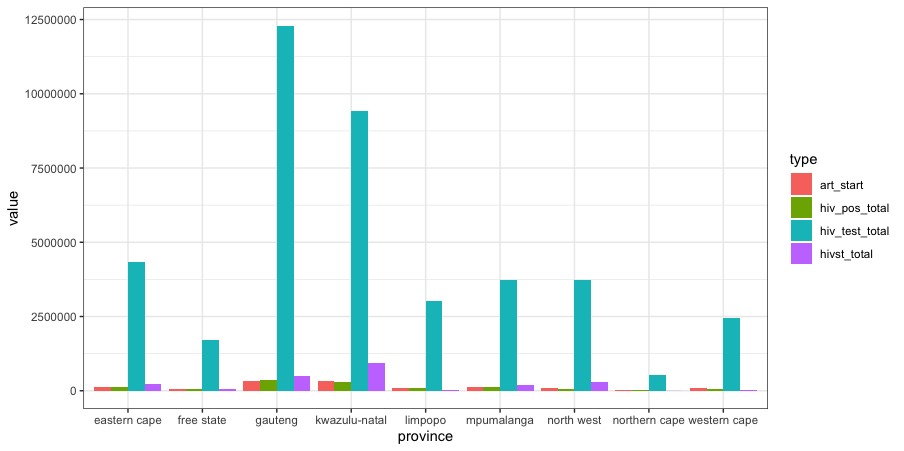 12500000
10000000
7500000
5000000
2500000
0
value
eastern cape free state gauteng kwazulu-natal limpopo mpumalanga north west northern cape western cape
province
type
art_start
hiv_pos_total
hiv_test_total
hivst_total